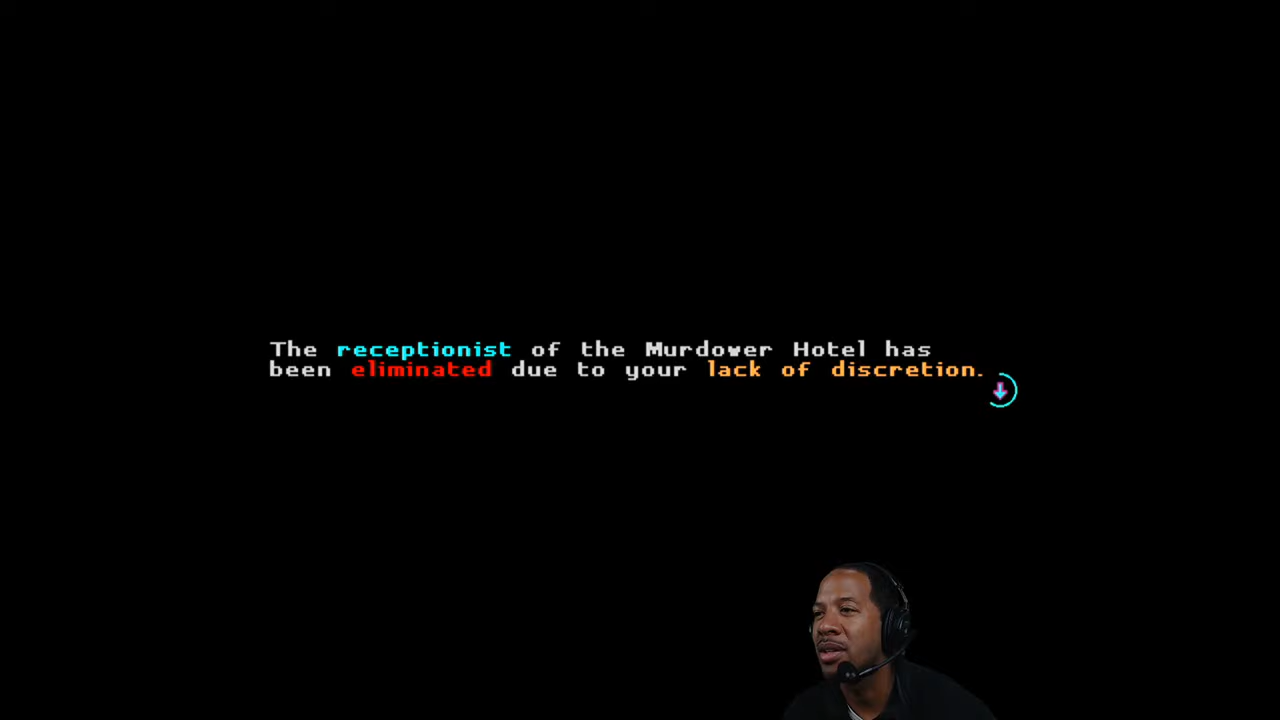 The receptionist of the Murdower Hotel has
been eliminated due to your lack of discretion.